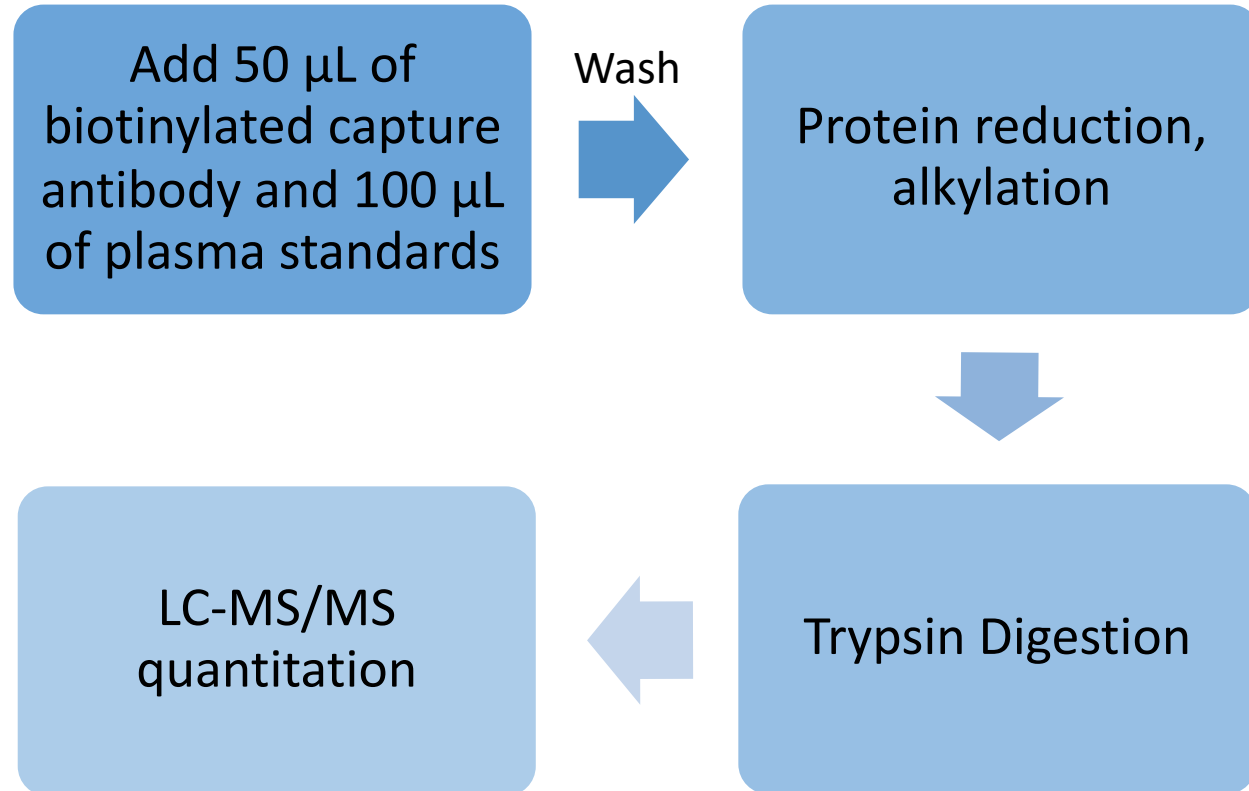 Add 50 µL of
biotinylated capture
antibody and 100 µL
of plasma standards
Wash
Protein reduction,
alkylation
Trypsin Digestion
LC-MS/MS
quantitation